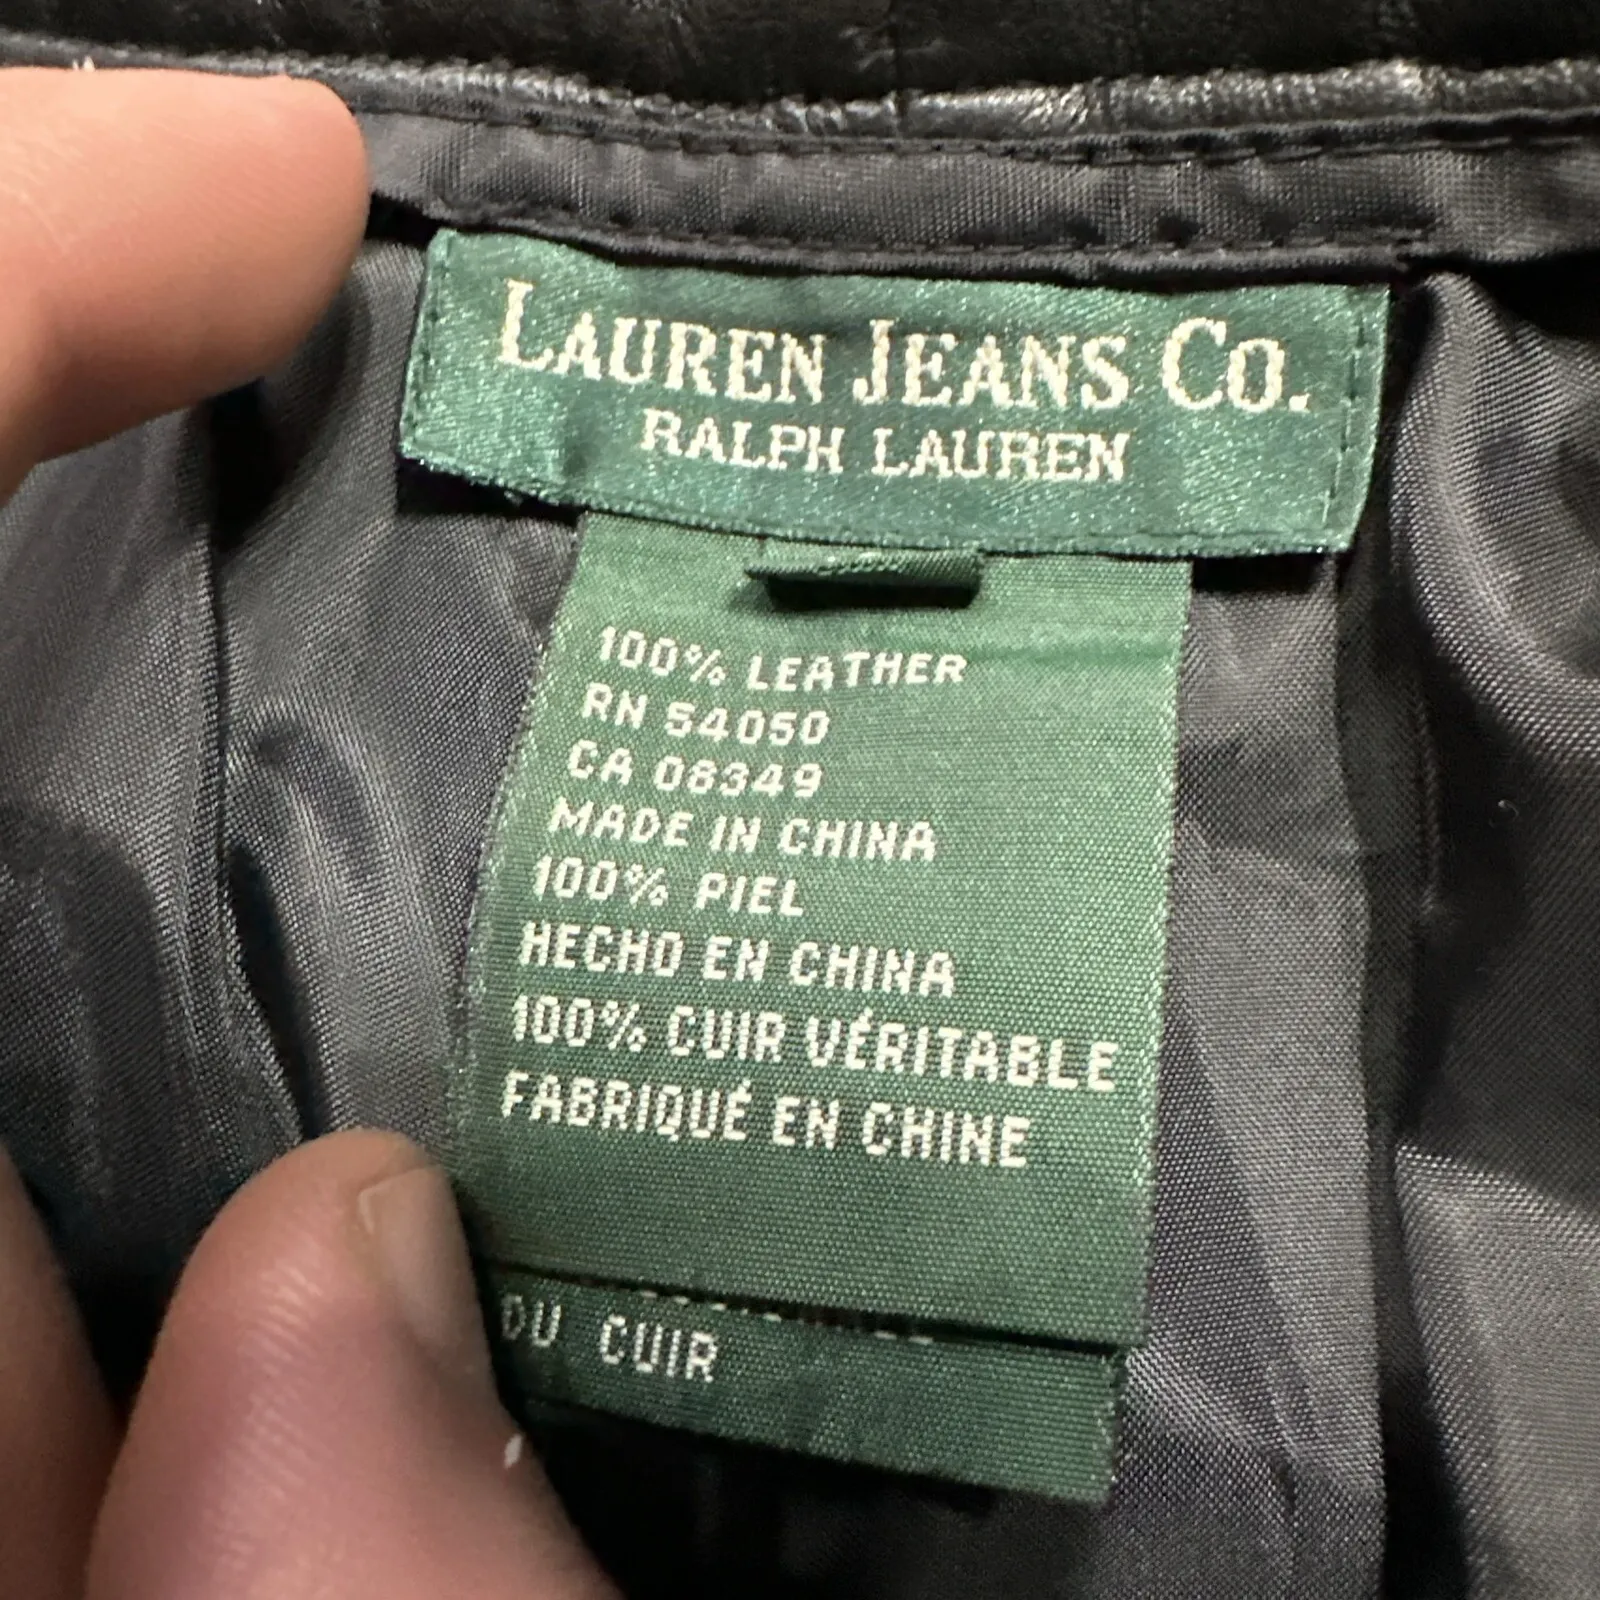 LAUREN JEANS CO.
RALPH LAUREN
100% LEATHER
RN 54050
CA 08349
MADE IN CHINA
100% PIEL
HECHO EN CHINA
100% CUIR VÉRITABLE
FABRIQUÉ EN CHINE
DU CUIR